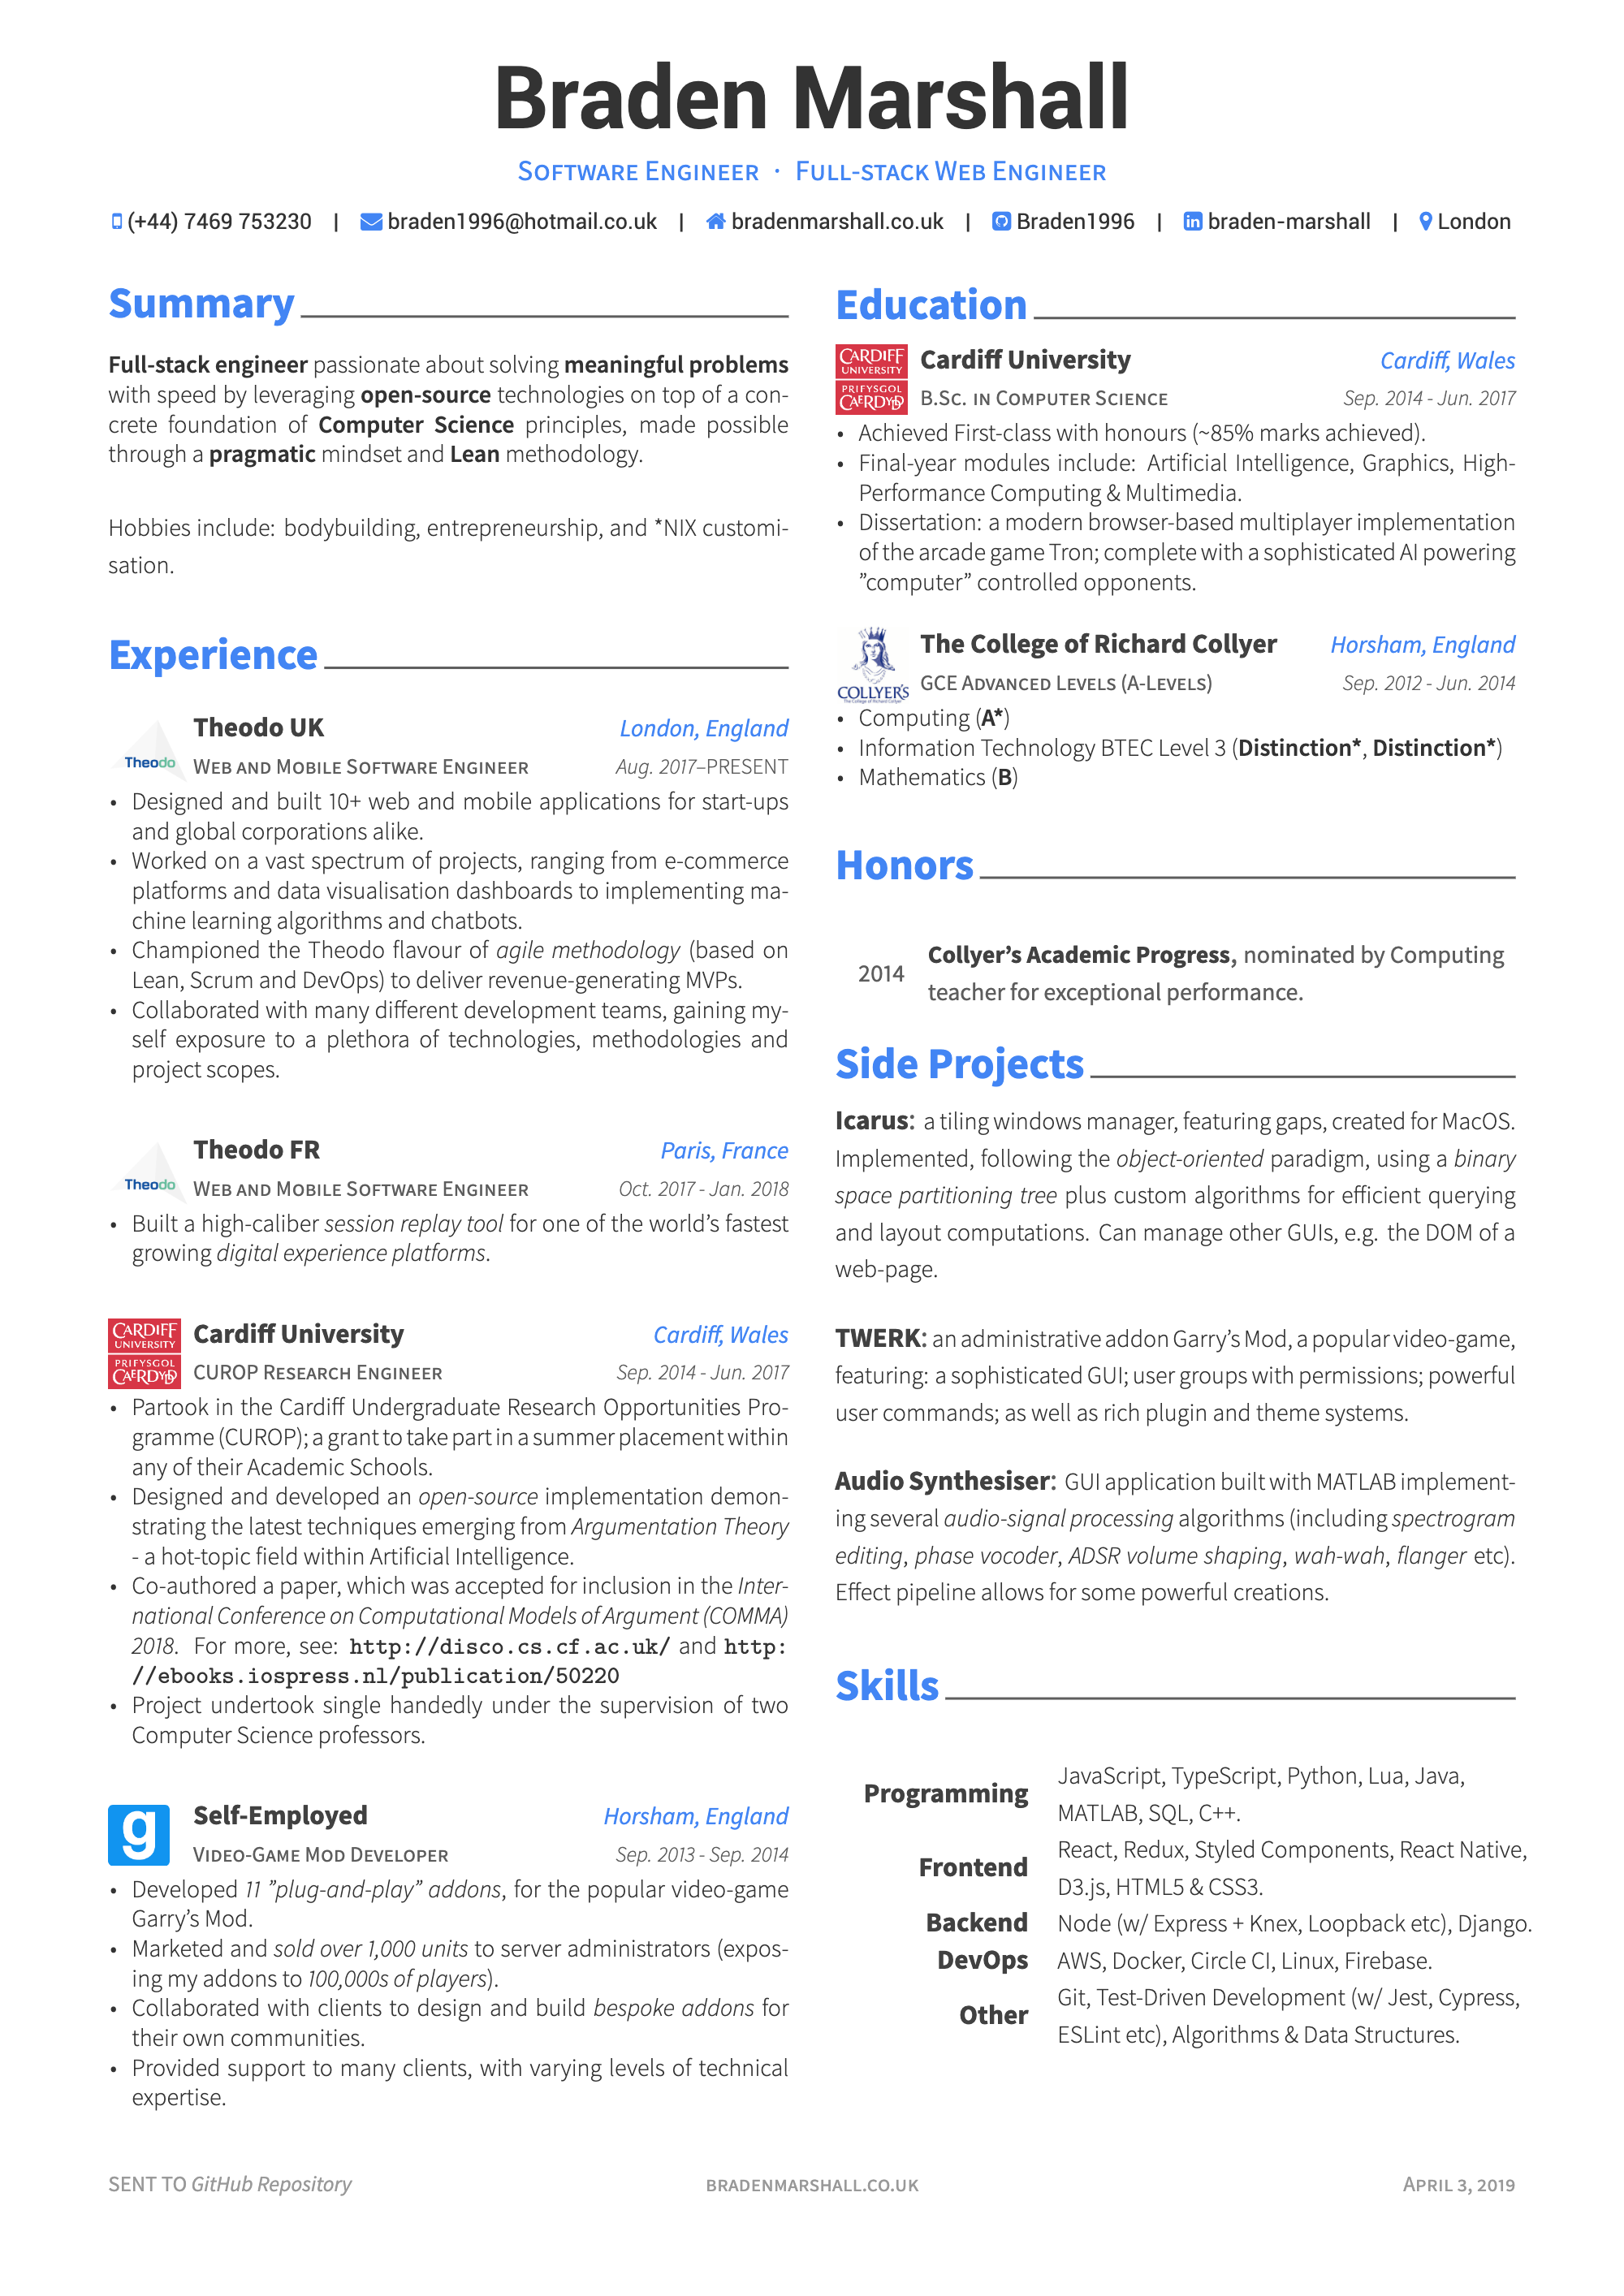 Braden Marshall
Software Engineer · Full-stack Web Engineer
(+44) 7469 753230 | braden1996@hotmail.co.uk | bradenmarshall.co.uk | Braden1996 | braden-marshall | London
Summary
Full-stack engineer passionate about solving meaningful problems
with speed by leveraging open-source technologies on top of a con-
crete foundation of Computer Science principles, made possible
through a pragmatic mindset and Lean methodology.
Hobbies include: bodybuilding, entrepreneurship, and *NIX customi-
sation.
Experience
Theodo
Theodo UK London, England
Web and Mobile Software Engineer Aug. 2017–PRESENT
• Designed and built 10+ web and mobile applications for start-ups
and global corporations alike.
• Worked on a vast spectrum of projects, ranging from e-commerce
platforms and data visualisation dashboards to implementing ma-
chine learning algorithms and chatbots.
• Championed the Theodo flavour of agile methodology (based on
Lean, Scrum and DevOps) to deliver revenue-generating MVPs.
• Collaborated with many different development teams, gaining my-
self exposure to a plethora of technologies, methodologies and
project scopes.
Theodo
Theodo FR Paris, France
Web and Mobile Software Engineer Oct. 2017 - Jan. 2018
• Built a high-caliber session replay tool for one of the world's fastest
growing digital experience platforms.
CARDIFF
UNIVERSITY
PRIFYSGOL
CAERDYDD
Cardiff University Cardiff, Wales
CUROP Research Engineer Sep. 2014 - Jun. 2017
• Partook in the Cardiff Undergraduate Research Opportunities Pro-
gramme (CUROP); a grant to take part in a summer placement within
any of their Academic Schools.
• Designed and developed an open-source implementation demon-
strating the latest techniques emerging from Argumentation Theory
- a hot-topic field within Artificial Intelligence.
• Co-authored a paper, which was accepted for inclusion in the Inter-
national Conference on Computational Models of Argument (COMMA)
2018. For more, see: http://disco.cs.cf.ac.uk/ and http:
//ebooks.iospress.nl/publication/50220
• Project undertook single handedly under the supervision of two
Computer Science professors.
g
Self-Employed Horsham, England
Video-Game Mod Developer Sep. 2013 - Sep. 2014
• Developed 11 ”plug-and-play” addons, for the popular video-game
Garry's Mod.
• Marketed and sold over 1,000 units to server administrators (expos-
ing my addons to 100,000s of players).
• Collaborated with clients to design and build bespoke addons for
their own communities.
• Provided support to many clients, with varying levels of technical
expertise.
Education
CARDIFF
UNIVERSITY
PRIFYSGOL
CAERDYDD
Cardiff University Cardiff, Wales
B.Sc. in Computer Science Sep. 2014 - Jun. 2017
• Achieved First-class with honours (~85% marks achieved).
• Final-year modules include: Artificial Intelligence, Graphics, High-
Performance Computing & Multimedia.
• Dissertation: a modern browser-based multiplayer implementation
of the arcade game Tron; complete with a sophisticated AI powering
”computer” controlled opponents.
COLLYER'S
The College of Richard Collyer
The College of Richard Collyer Horsham, England
GCE Advanced Levels (A-Levels) Sep. 2012 - Jun. 2014
• Computing (A*)
• Information Technology BTEC Level 3 (Distinction*, Distinction*)
• Mathematics (B)
Honors
2014 Collyer's Academic Progress, nominated by Computing
teacher for exceptional performance.
Side Projects
Icarus: a tiling windows manager, featuring gaps, created for MacOS.
Implemented, following the object-oriented paradigm, using a binary
space partitioning tree plus custom algorithms for efficient querying
and layout computations. Can manage other GUIs, e.g. the DOM of a
web-page.
TWERK: an administrative addon Garry's Mod, a popular video-game,
featuring: a sophisticated GUI; user groups with permissions; powerful
user commands; as well as rich plugin and theme systems.
Audio Synthesiser: GUI application built with MATLAB implement-
ing several audio-signal processing algorithms (including spectrogram
editing, phase vocoder, ADSR volume shaping, wah-wah, flanger etc).
Effect pipeline allows for some powerful creations.
Skills
Programming JavaScript, TypeScript, Python, Lua, Java,
MATLAB, SQL, C++.
Frontend React, Redux, Styled Components, React Native,
D3.js, HTML5 & CSS3.
Backend Node (w/ Express + Knex, Loopback etc), Django.
DevOps AWS, Docker, Circle CI, Linux, Firebase.
Other Git, Test-Driven Development (w/ Jest, Cypress,
ESLint etc), Algorithms & Data Structures.
SENT TO GitHub Repository bradenmarshall.co.uk April 3, 2019